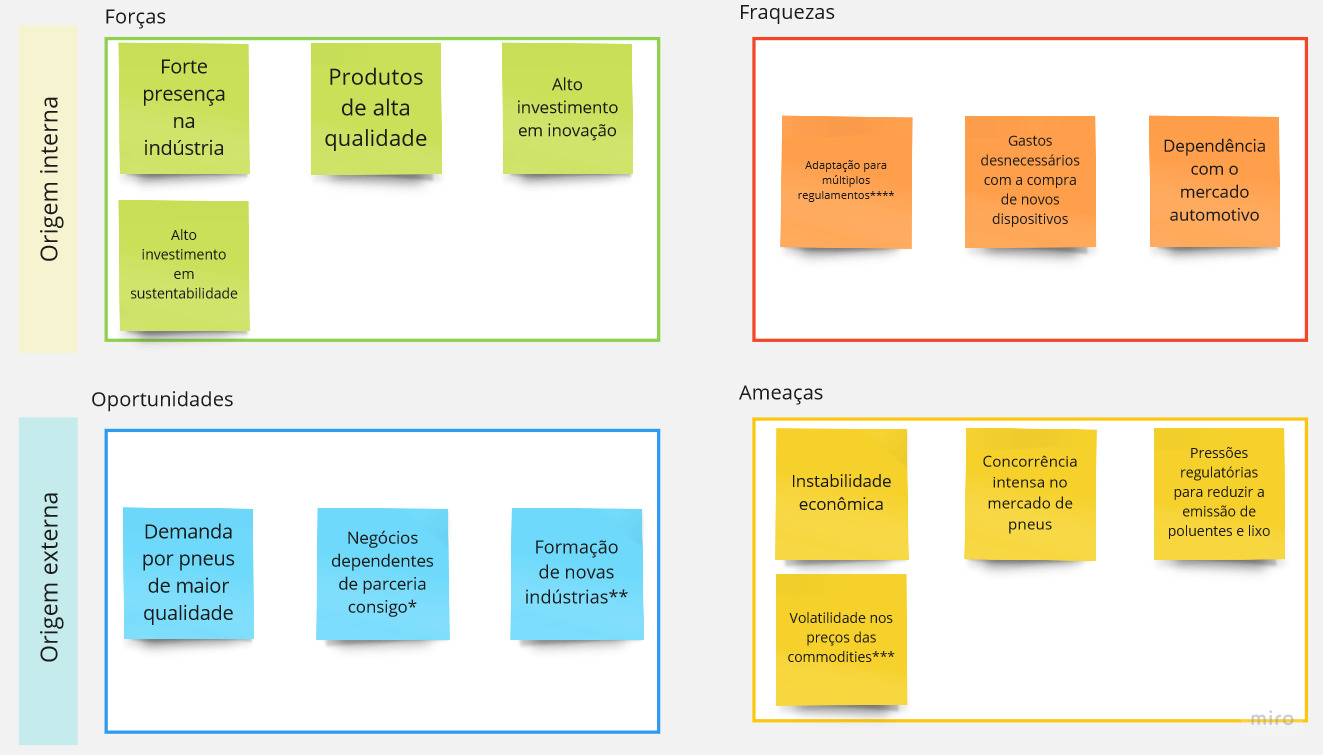 Forças
Origem interna
Forte
presença
na
indústria
Produtos
de alta
qualidade
Alto
investimento
em inovação
Alto
investimento
em
sustentabilidade
Fraquezas
Adaptação para
múltiplos
regulamentos****
Gastos
desnecessários
com a compra
de novos
dispositivos
Dependência
com o
mercado
automotivo
Oportunidades
Origem externa
Demanda
por pneus
de maior
qualidade
Negócios
dependentes
de parceria
consigo*
Formação
de novas
indústrias**
Ameaças
Instabilidade
econômica
Concorrência
intensa no
mercado de
pneus
Pressões
regulatórias
para reduzir a
emissão de
poluentes e lixo
Volatilidade nos
preços das
commodities***
miro